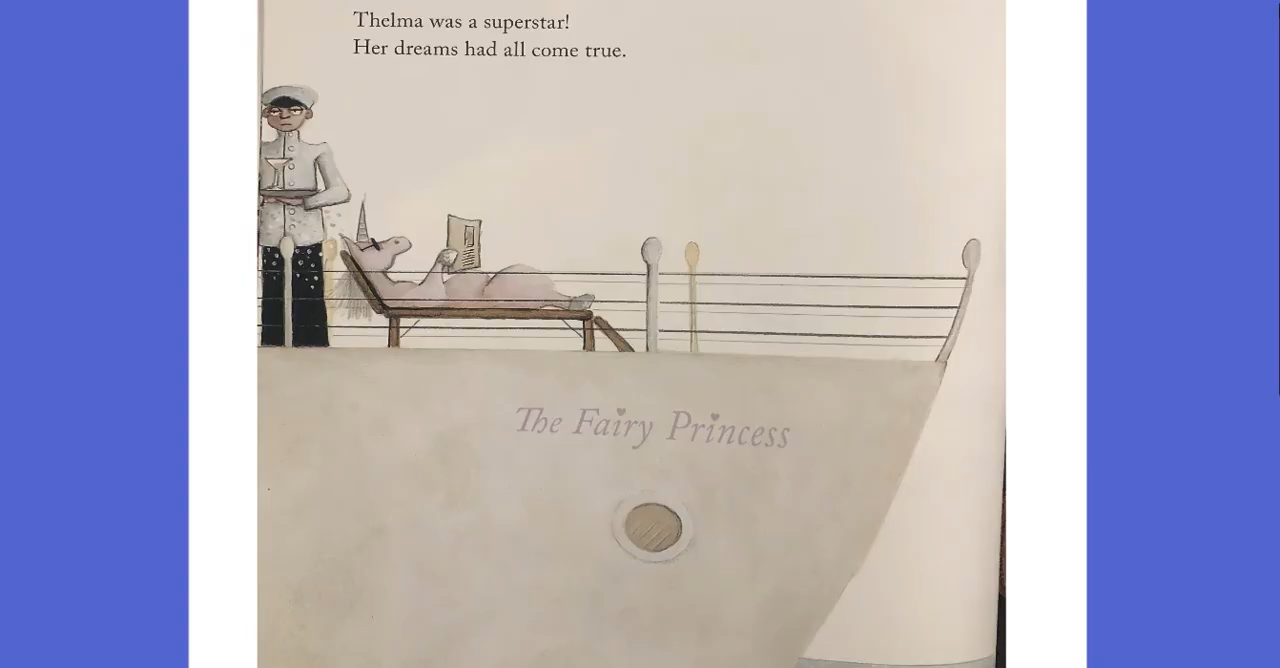 Thelma was a superstar!
Her dreams had all come true.
The Fairy Princess